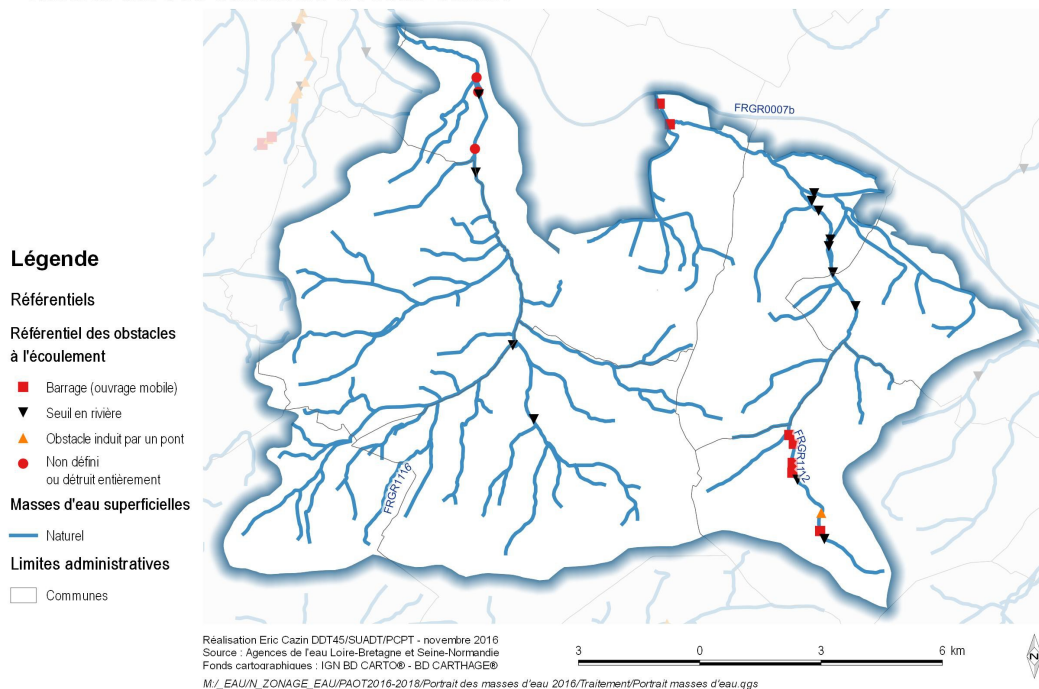 Légende
Référentiels
Référentiel des obstacles
à l'écoulement
Barrage (ouvrage mobile)
Seuil en rivière
Obstacle induit par un pont
Non défini
ou détruit entièrement
Masses d'eau superficielles
Naturel
Limites administratives
Communes
FRGR0007b
FRGR1112
FRGR1116
Réalisation Eric Cazin DDT45/SUADT/PCPT - novembre 2016
Source : Agences de l'eau Loire-Bretagne et Seine-Normandie
Fonds cartographiques : IGN BD CARTO® - BD CARTHAGE®
M:/_EAU/N_ZONAGE_EAU/PAOT2016-2018/Portrait des masses d'eau 2016/Traitement/Portrait masses d'eau.qgs
3 0 3 6 km
N